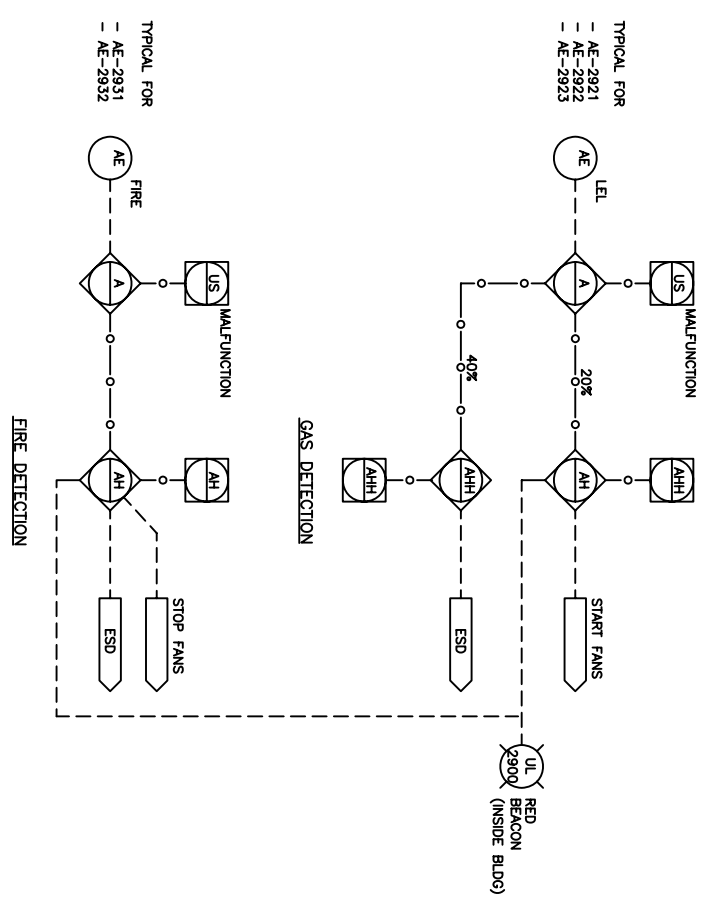 TYPICAL FOR
- AE-2921
- AE-2922
- AE-2923
AE
LEL
A
US
MALFUNCTION
20%
AH
AHH
START FANS
40%
AHH
AHH
ESD
UL
2900
RED
BEACON
(INSIDE BLDG)
GAS DETECTION
TYPICAL FOR
- AE-2931
- AE-2932
AE
FIRE
A
US
MALFUNCTION
AH
AH
STOP FANS
ESD
FIRE DETECTION